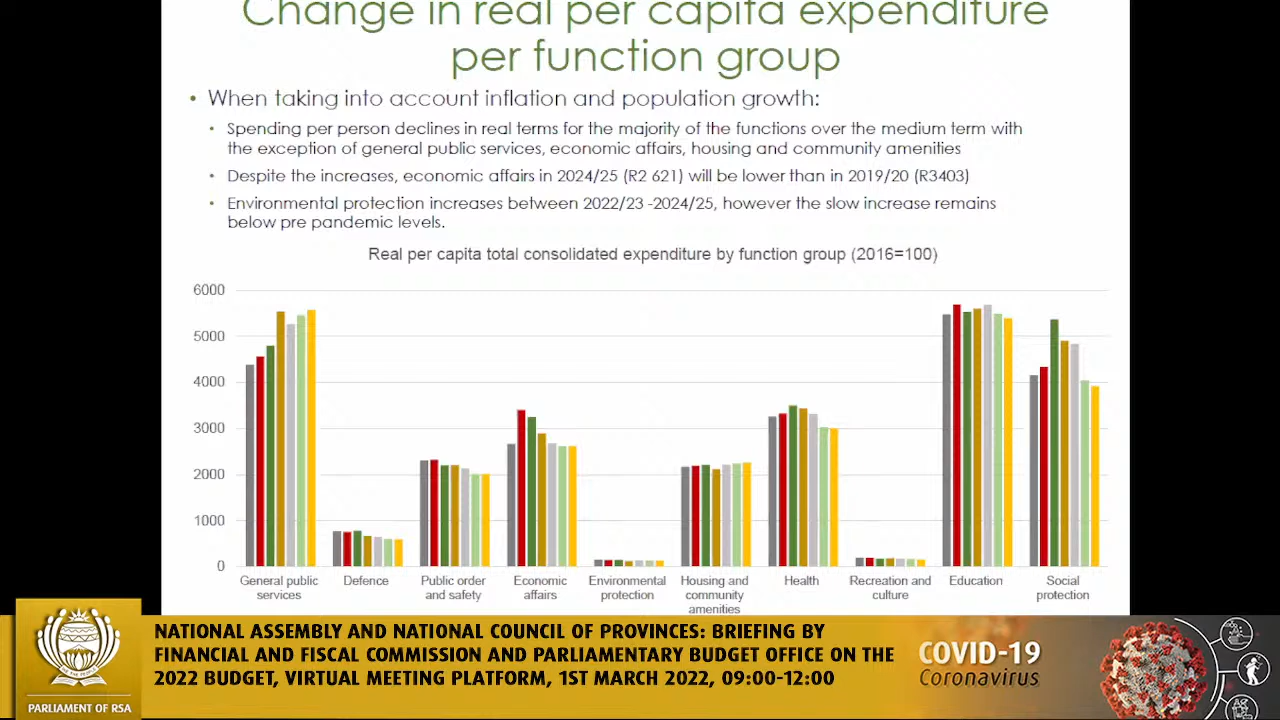 Change in real per capita expenditure
per function group
• When taking into account inflation and population growth:
• Spending per person declines in real terms for the majority of the functions over the medium term with
the exception of general public services, economic affairs, housing and community amenities
• Despite the increases, economic affairs in 2024/25 (R2 621) will be lower than in 2019/20 (R3403)
• Environmental protection increases between 2022/23 -2024/25, however the slow increase remains
below pre pandemic levels.
Real per capita total consolidated expenditure by function group (2016=100)
6000
5000
4000
3000
2000
1000
0
General public
services
Defence
Public order
and safety
Economic
affairs
Environmental
protection
Housing and
community
amenities
Health
Recreation and
culture
Education
Social
protection
NATIONAL ASSEMBLY AND NATIONAL COUNCIL OF PROVINCES: BRIEFING BY
FINANCIAL AND FISCAL COMMISSION AND PARLIAMENTARY BUDGET OFFICE ON THE
2022 BUDGET, VIRTUAL MEETING PLATFORM, 1ST MARCH 2022, 09:00-12:00
PARLIAMENT OF RSA
COVID-19
Coronavirus